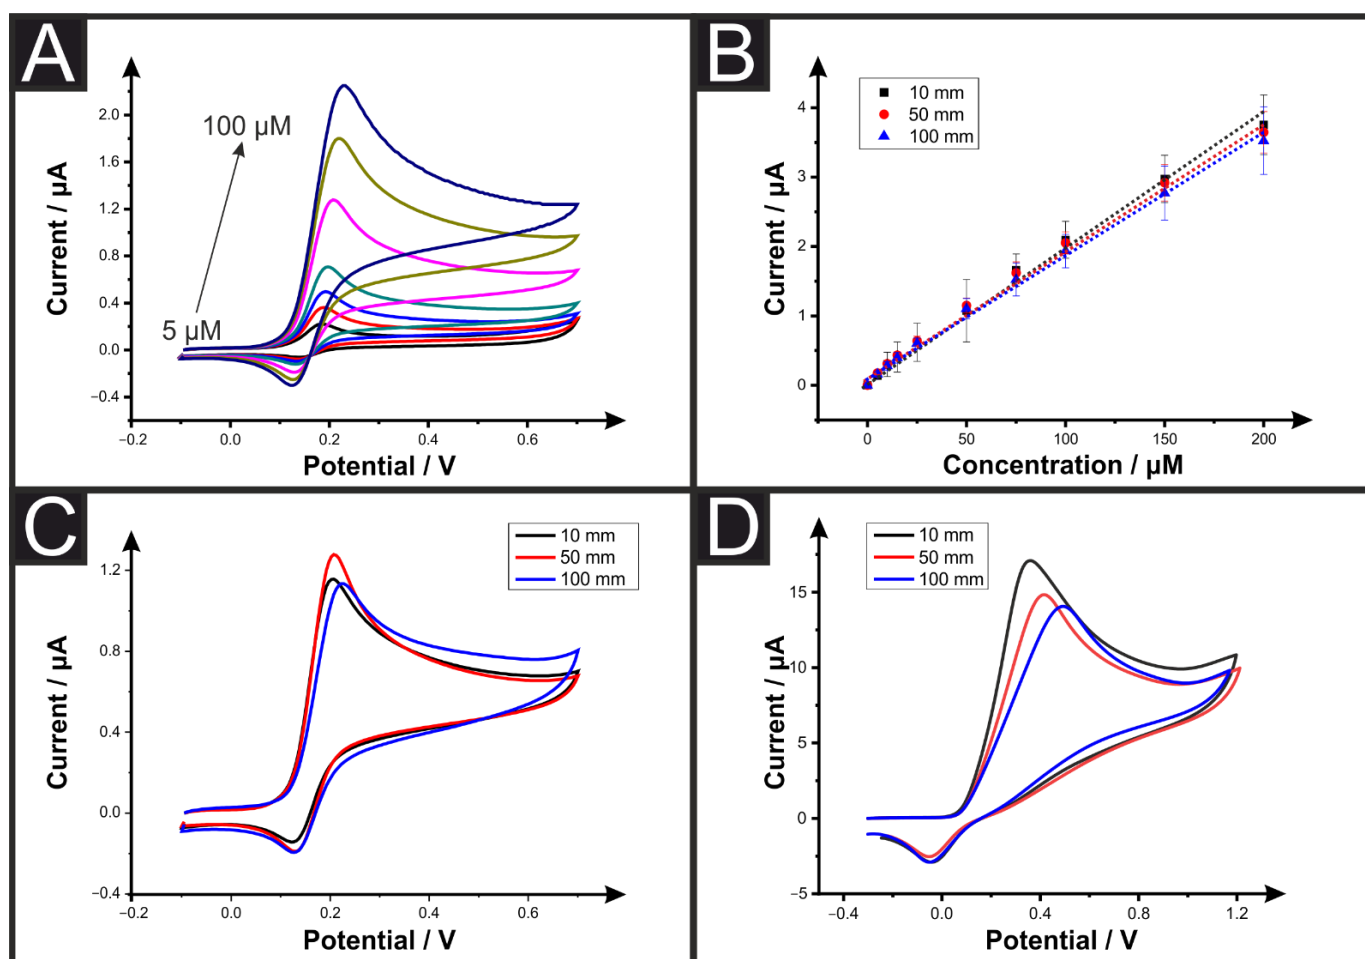 A
2.0
1.6
1.2
0.8
0.4
0.0
−0.4
−0.2
0.0
0.2
0.4
0.6
Current / µA
Potential / V
100 µM
5 µM
B
10 mm
50 mm
100 mm
4
3
2
1
0
0
50
100
150
200
Current / µA
Concentration / µM
C
10 mm
50 mm
100 mm
1.2
0.8
0.4
0.0
−0.4
−0.2
0.0
0.2
0.4
0.6
Current / µA
Potential / V
D
10 mm
50 mm
100 mm
15
10
5
0
−5
−0.4
0.0
0.4
0.8
1.2
Current / µA
Potential / V